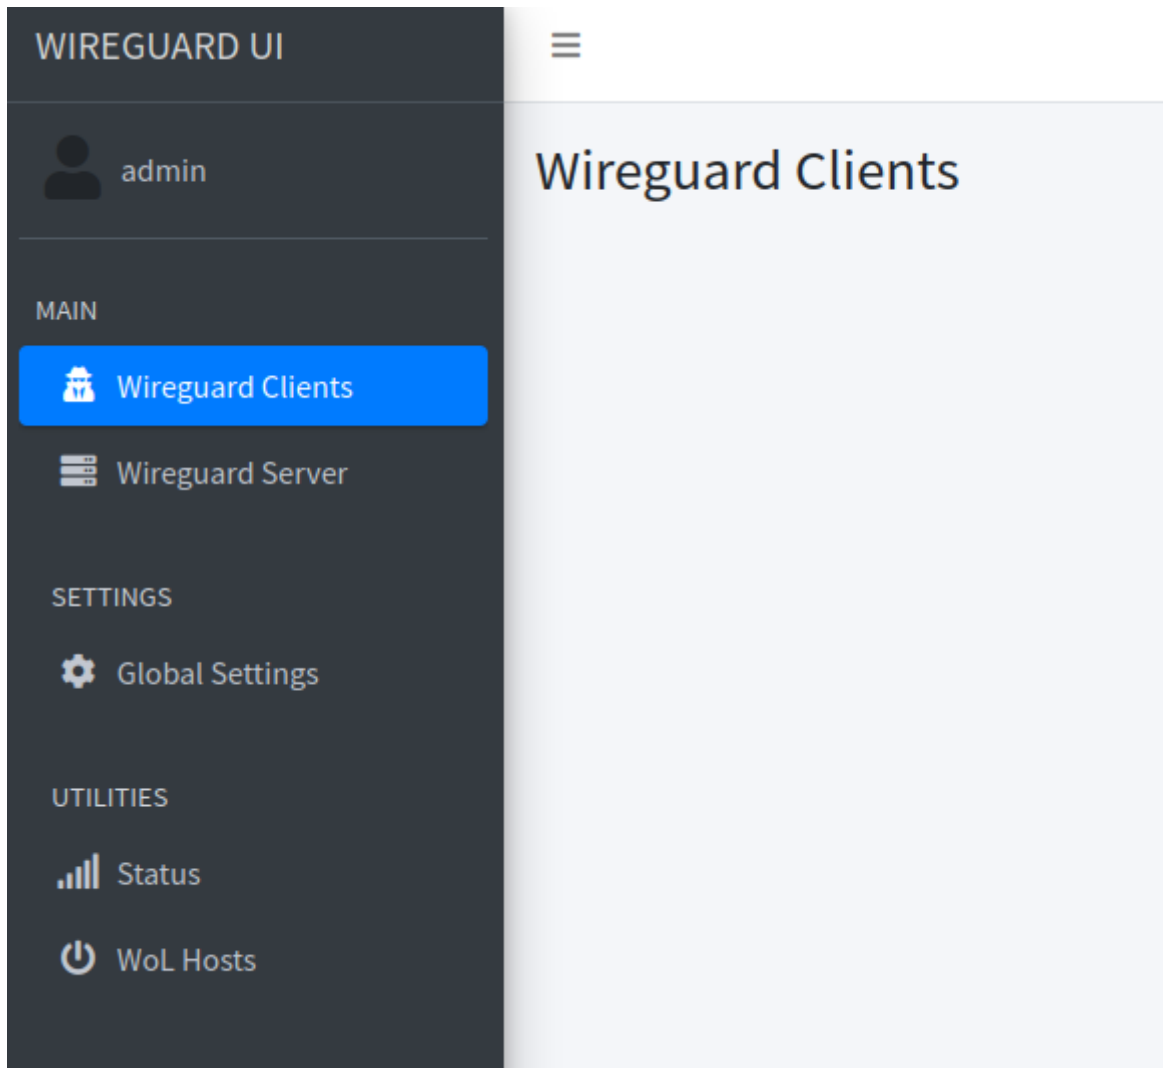 WIREGUARD UI
admin
MAIN
Wireguard Clients
Wireguard Server
SETTINGS
Global Settings
UTILITIES
Status
WoL Hosts
Wireguard Clients